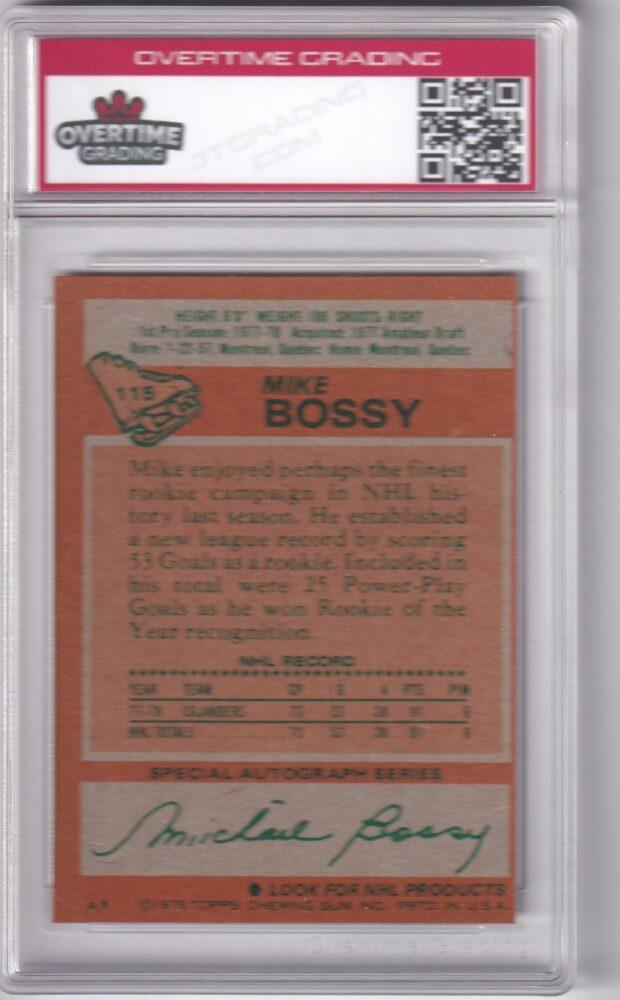 OVERTIME GRADING
OVERTIME
GRADING
OTGRADING
.COM
HEIGHT: 6'0" WEIGHT: 186 SHOOTS: RIGHT
1st Pro Season: 1977-78 Acquired: 1977 Amateur Draft
Born: 1-22-57, Montreal, Quebec Home: Montreal, Quebec
115
MIKE
BOSSY
Mike enjoyed perhaps the finest
rookie campaign in NHL his-
tory last season. He established
a new league record by scoring
53 Goals as a rookie. Included in
his total were 25 Power-Play
Goals as he won Rookie of the
Year recognition.
NHL RECORD
YEAR TEAM GP G A PTS PIM
77-78 ISLANDERS 73 53 38 91 6
NHL TOTALS 73 53 38 91 6
SPECIAL AUTOGRAPH SERIES
Michael Bossy
LOOK FOR NHL PRODUCTS
©1978 TOPPS CHEWING GUM, INC. PRTD. IN U.S.A.
Overtime Grading